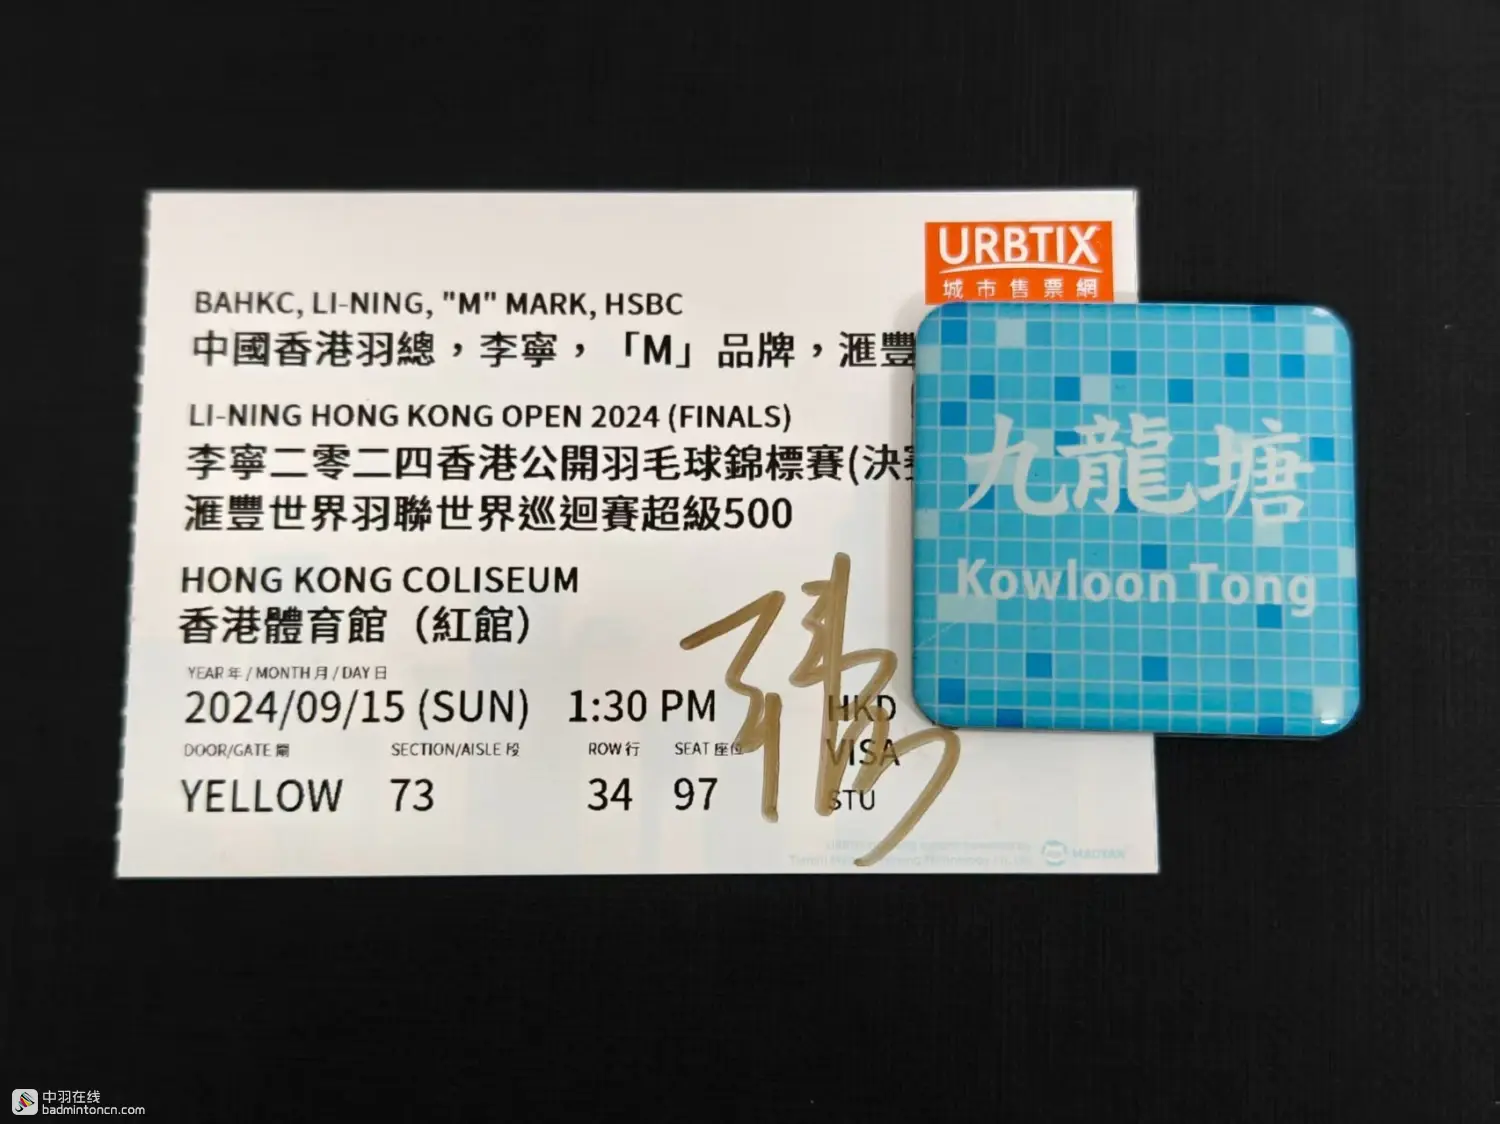 URBTIX
城市售票網
BAHKC, LI-NING, "M" MARK, HSBC
中國香港羽總，李寧，「M」品牌，滙豐
LI-NING HONG KONG OPEN 2024 (FINALS)
李寧二零二四香港公開羽毛球錦標賽(決賽
滙豐世界羽聯世界巡迴賽超級500
HONG KONG COLISEUM
香港體育館（紅館）
YEAR 年 / MONTH 月 / DAY 日
2024/09/15 (SUN) 1:30 PM HKD
DOOR/GATE 閘 SECTION/AISLE 段 ROW 行 SEAT 座位 VISA
YELLOW 73 34 97 STU
MAOYAN
九龍塘
Kowloon Tong
中羽在线
badmintoncn.com